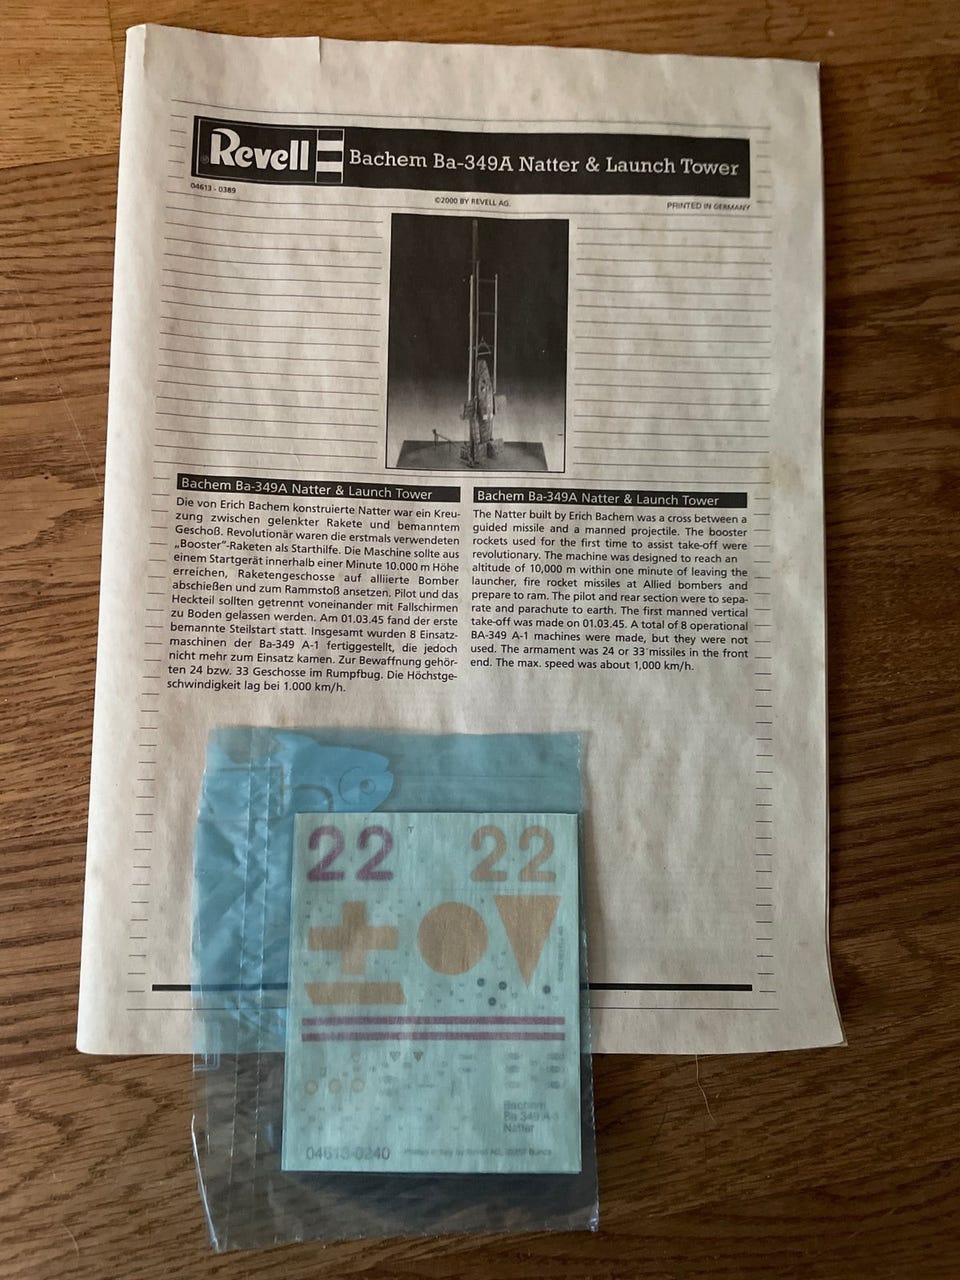 Revell Bachem Ba-349A Natter & Launch Tower
04613 - 0389
©2000 BY REVELL AG.
PRINTED IN GERMANY
Bachem Ba-349A Natter & Launch Tower
Die von Erich Bachem konstruierte Natter war ein Kreu-
zung zwischen gelenkter Rakete und bemanntem
Geschoß. Revolutionär waren die erstmals verwendeten
„Booster“-Raketen als Starthilfe. Die Maschine sollte aus
einem Startgerät innerhalb einer Minute 10.000 m Höhe
erreichen, Raketengeschosse auf alliierte Bomber
abschießen und zum Rammstoß ansetzen. Pilot und das
Heckteil sollten getrennt voneinander mit Fallschirmen
zu Boden gelassen werden. Am 01.03.45 fand der erste
bemannte Steilstart statt. Insgesamt wurden 8 Einsatz-
maschinen der Ba-349 A-1 fertiggestellt, die jedoch
nicht mehr zum Einsatz kamen. Zur Bewaffnung gehör-
ten 24 bzw. 33 Geschosse im Rumpfbug. Die Höchstge-
schwindigkeit lag bei 1.000 km/h.
Bachem Ba-349A Natter & Launch Tower
The Natter built by Erich Bachem was a cross between a
guided missile and a manned projectile. The booster
rockets used for the first time to assist take-off were
revolutionary. The machine was designed to reach an
altitude of 10,000 m within one minute of leaving the
launcher, fire rocket missiles at Allied bombers and
prepare to ram. The pilot and rear section were to sepa-
rate and parachute to earth. The first manned vertical
take-off was made on 01.03.45. A total of 8 operational
BA-349 A-1 machines were made, but they were not
used. The armament was 24 or 33 missiles in the front
end. The max. speed was about 1,000 km/h.
22 22
Bachem
Ba 349 A-1
Natter
04613-0240